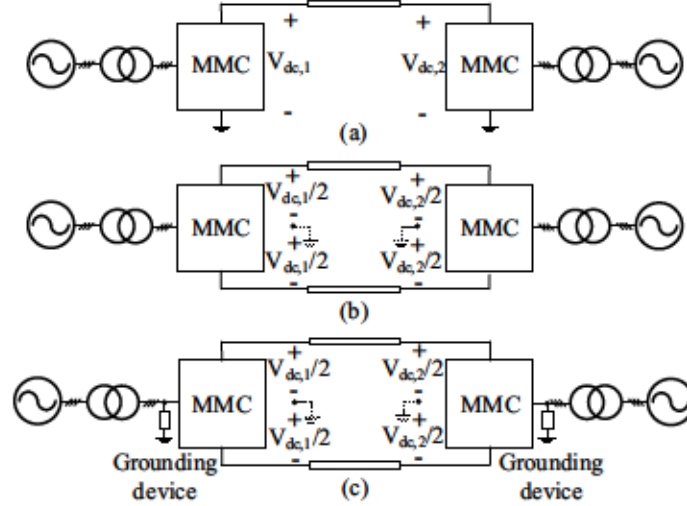 + +
MMC V_dc,1 V_dc,2 MMC
- -
(a)
+ +
V_dc,1/2 V_dc,2/2
- -
MMC MMC
+ +
V_dc,1/2 V_dc,2/2
- -
(b)
+ +
V_dc,1/2 V_dc,2/2
- -
MMC MMC
+ +
V_dc,1/2 V_dc,2/2
- -
Grounding Grounding
device (c) device